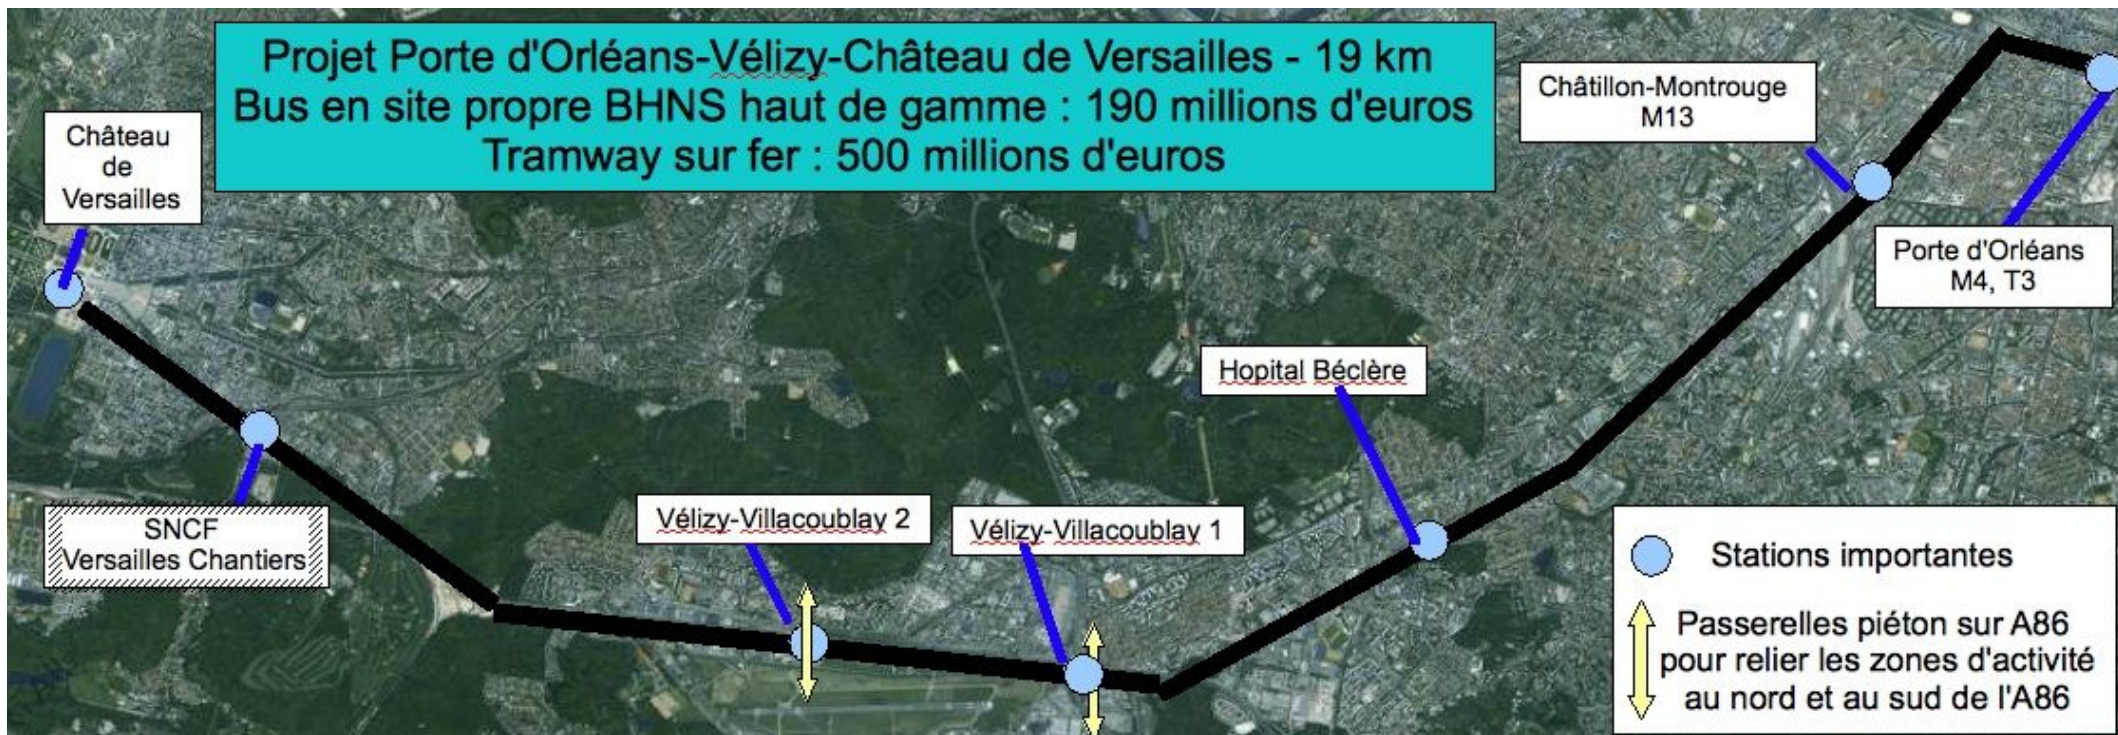 Projet Porte d'Orléans-Vélizy-Château de Versailles - 19 km
Bus en site propre BHNS haut de gamme : 190 millions d'euros
Tramway sur fer : 500 millions d'euros
Château
de
Versailles
Châtillon-Montrouge
M13
Porte d'Orléans
M4, T3
Hopital Béclère
SNCF
Versailles Chantiers
Vélizy-Villacoublay 2
Vélizy-Villacoublay 1
Stations importantes
Passerelles piéton sur A86
pour relier les zones d'activité
au nord et au sud de l'A86